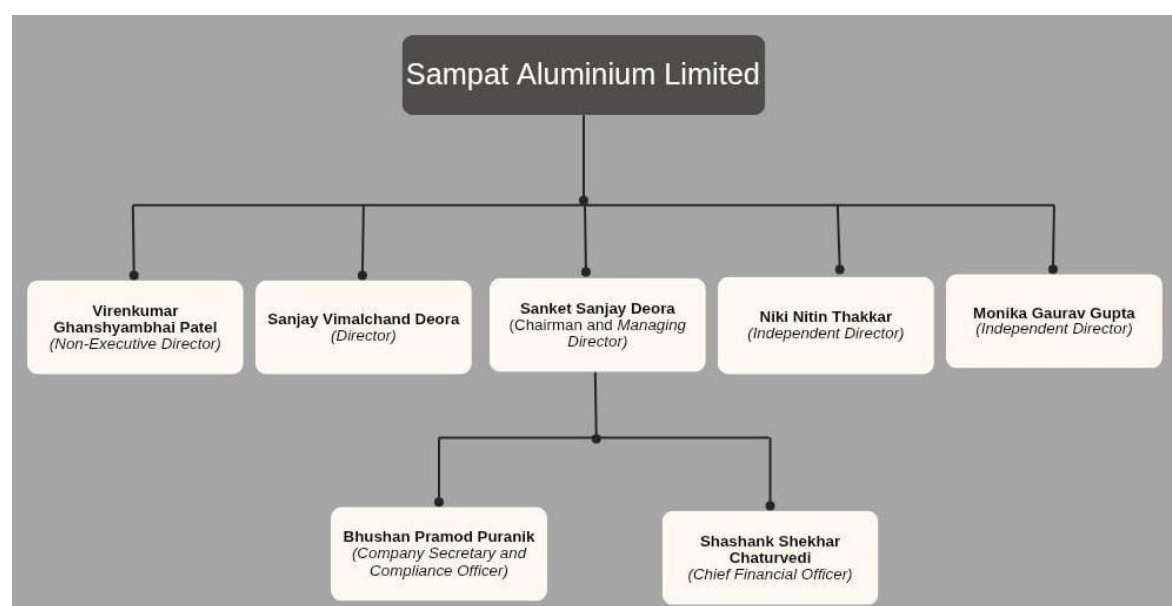 Sampat Aluminium Limited
Virenkumar
Ghanshyambhai Patel
(Non-Executive Director)
Sanjay Vimalchand Deora
(Director)
Sanket Sanjay Deora
(Chairman and Managing
Director)
Niki Nitin Thakkar
(Independent Director)
Monika Gaurav Gupta
(Independent Director)
Bhushan Pramod Puranik
(Company Secretary and
Compliance Officer)
Shashank Shekhar
Chaturvedi
(Chief Financial Officer)